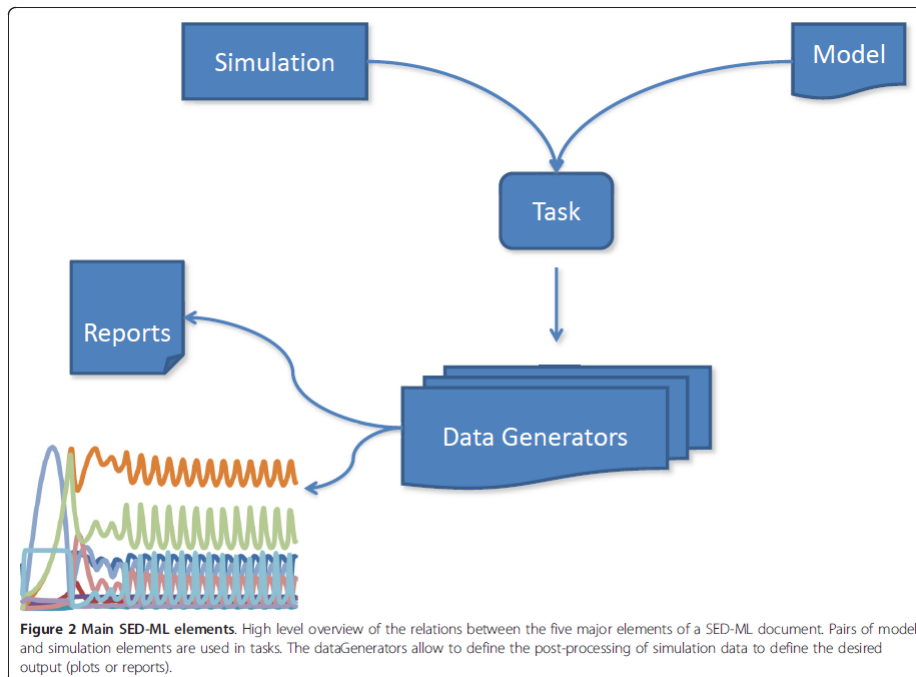 Simulation
Model
Task
Reports
Data Generators
Figure 2 Main SED-ML elements. High level overview of the relations between the five major elements of a SED-ML document. Pairs of model
and simulation elements are used in tasks. The dataGenerators allow to define the post-processing of simulation data to define the desired
output (plots or reports).